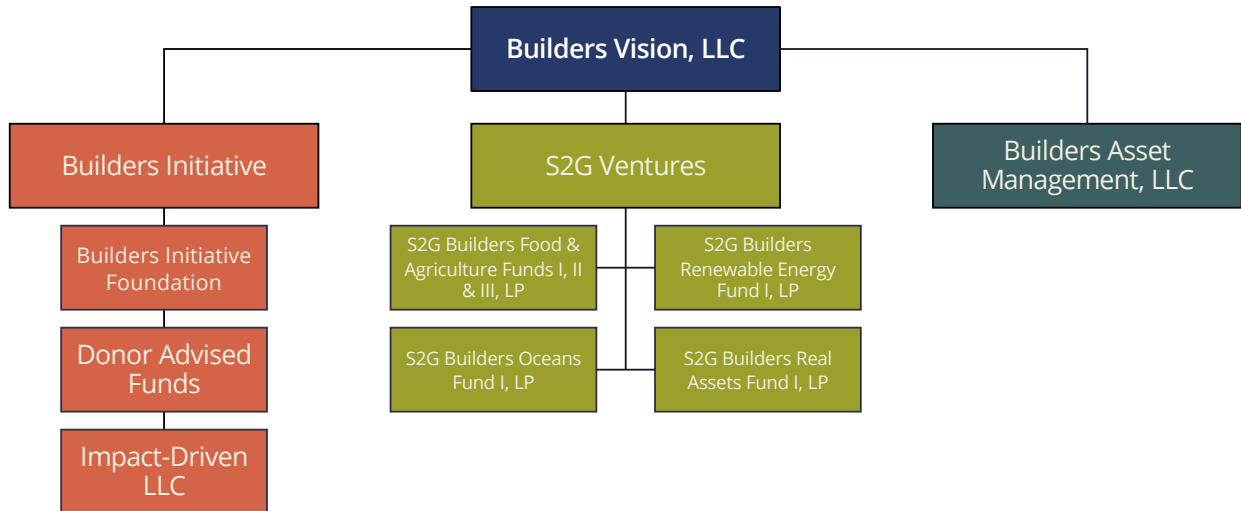 Builders Vision, LLC
Builders Initiative
S2G Ventures
Builders Asset
Management, LLC
Builders Initiative
Foundation
S2G Builders Food &
Agriculture Funds I, II
& III, LP
S2G Builders
Renewable Energy
Fund I, LP
Donor Advised
Funds
S2G Builders Oceans
Fund I, LP
S2G Builders Real
Assets Fund I, LP
Impact-Driven
LLC